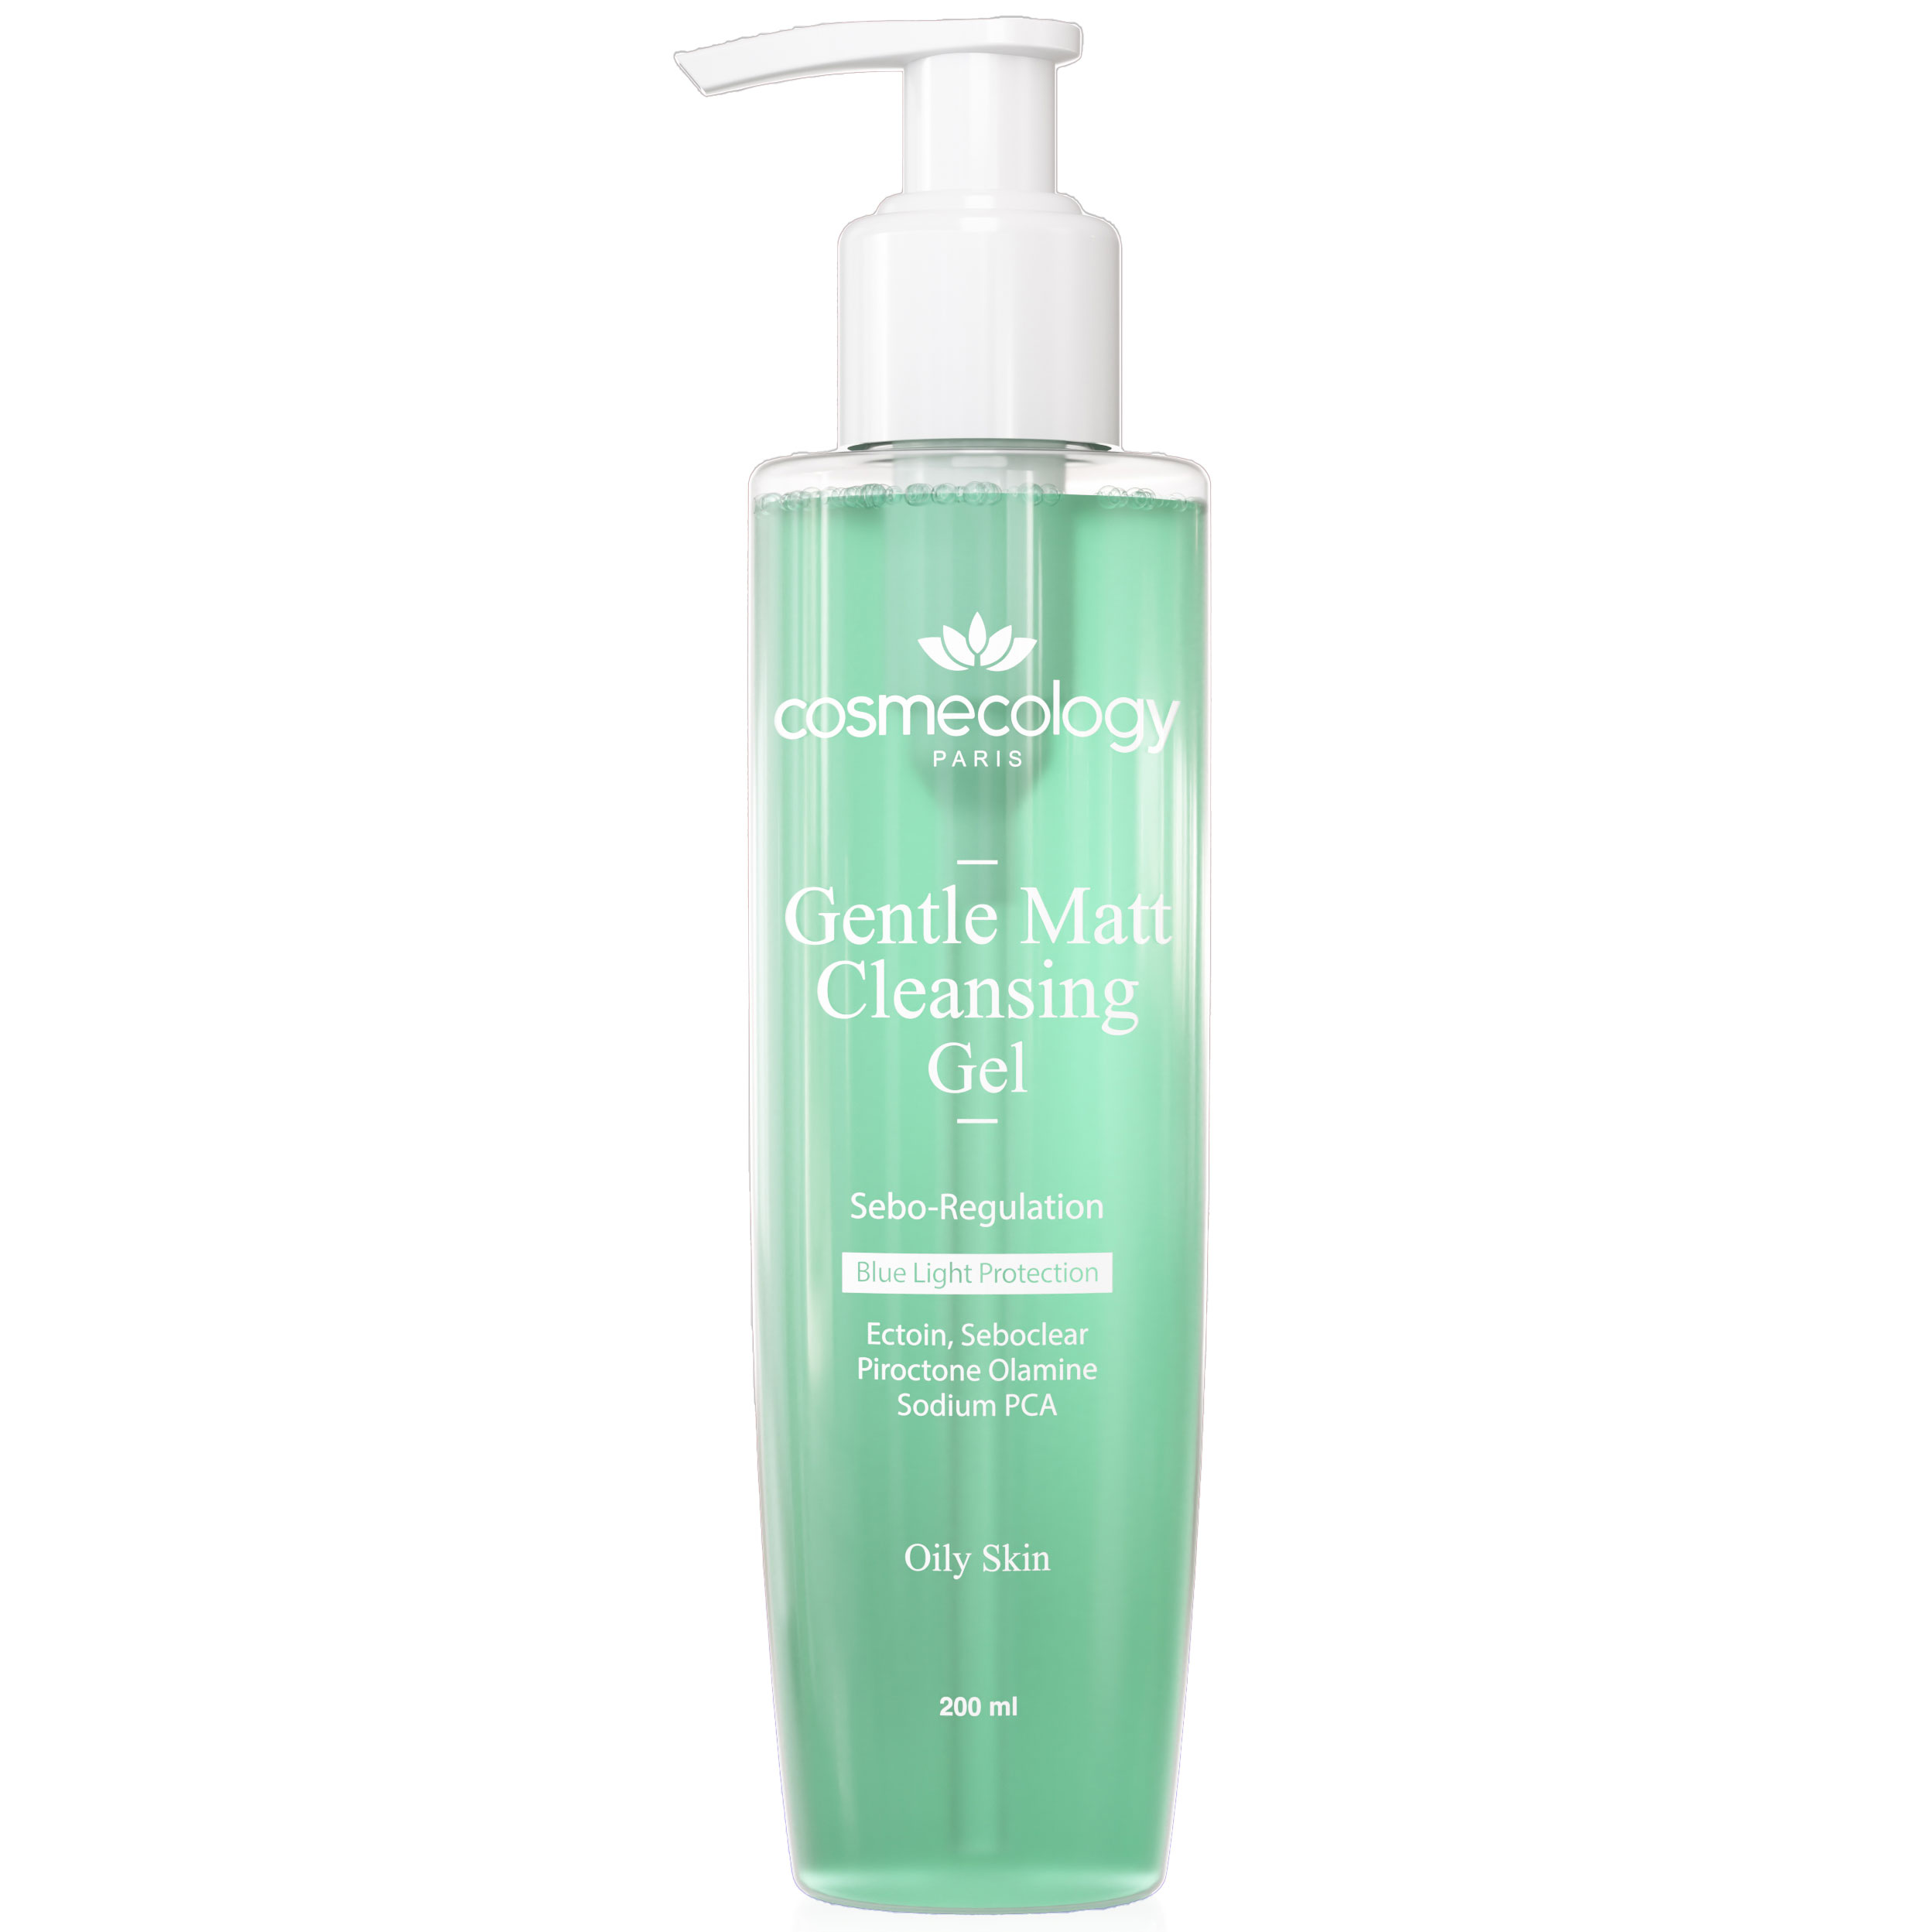 cosmecology
PARIS
Gentle Matt
Cleansing
Gel
Sebo-Regulation
Blue Light Protection
Ectoin, Seboclear
Piroctone Olamine
Sodium PCA
Oily Skin
200 ml